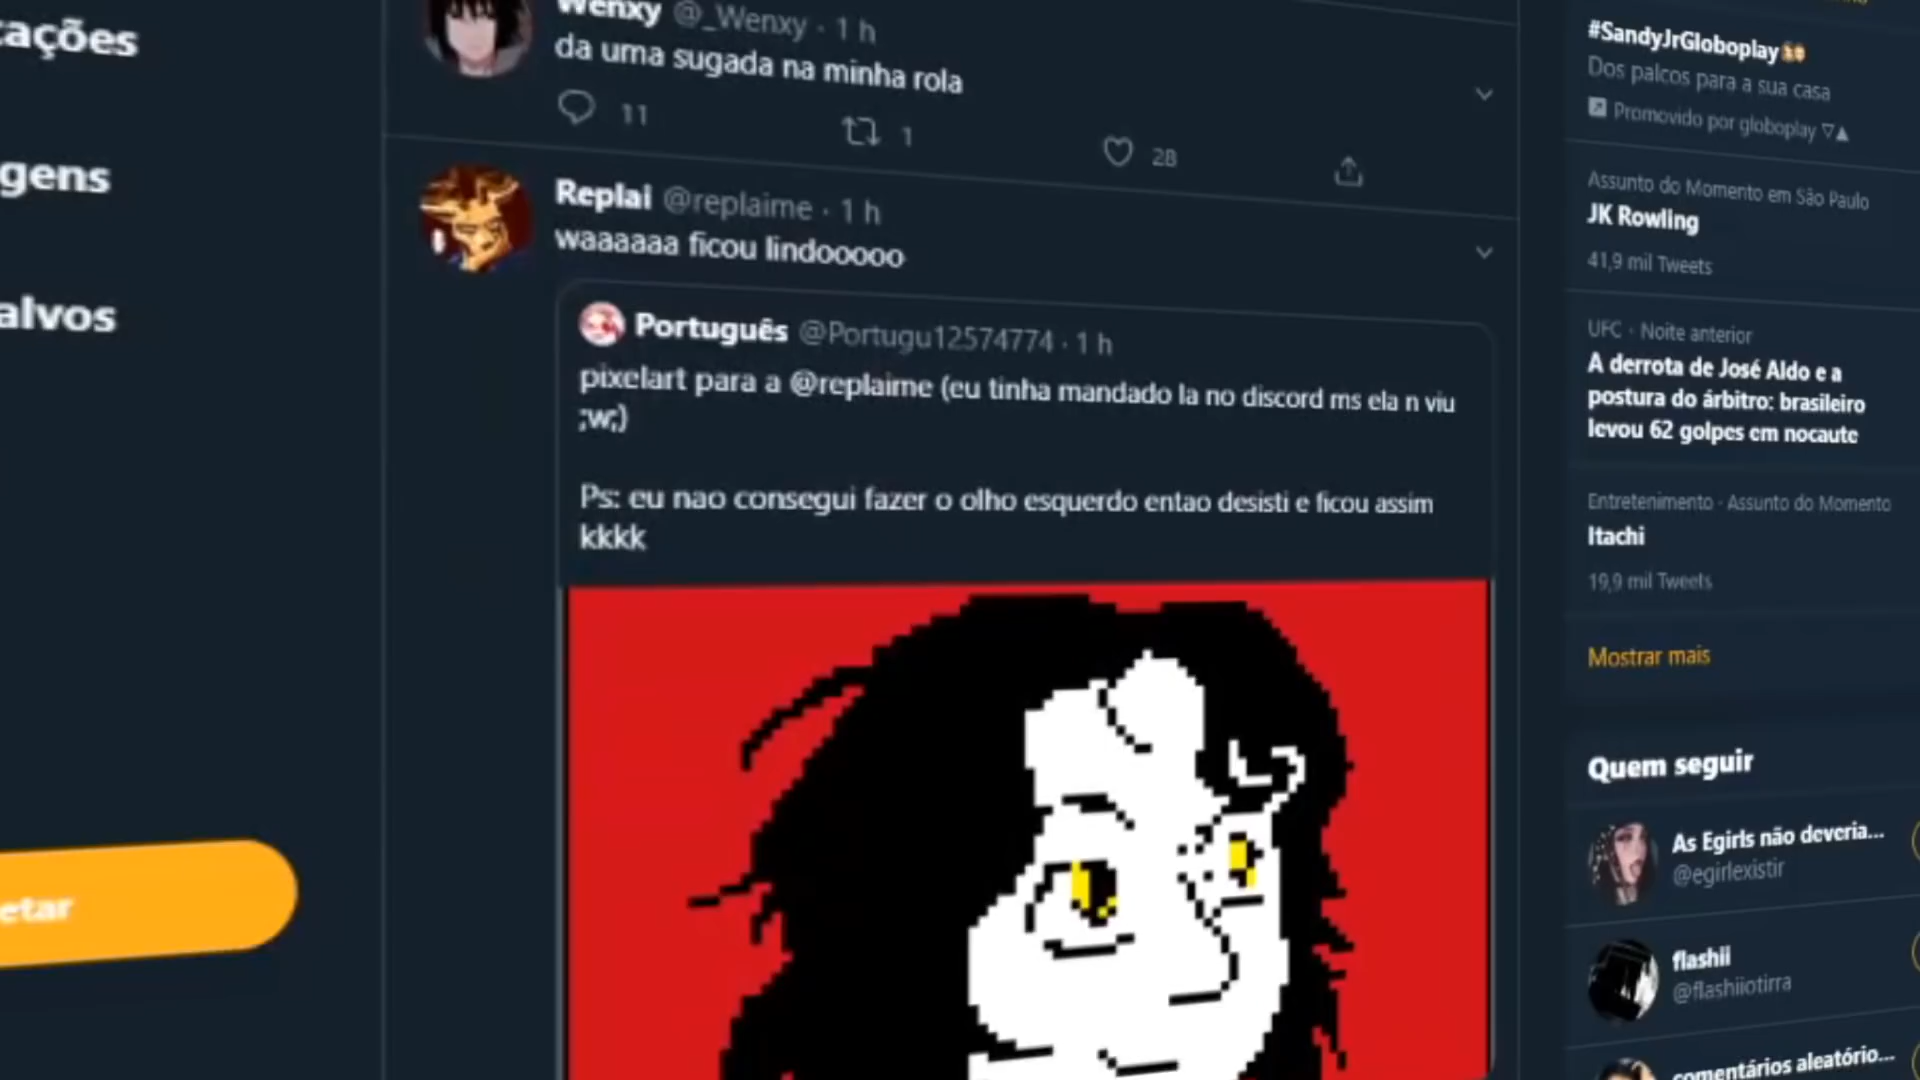 tações
gens
alvos
etar
Wenxy @_Wenxy · 1 h
da uma sugada na minha rola
11 1 28
Replai @replaime · 1 h
waaaaaa ficou lindooooo
Português @Portugu12574774 · 1 h
pixelart para a @replaime (eu tinha mandado la no discord ms ela n viu
;w;)
Ps: eu nao consegui fazer o olho esquerdo entao desisti e ficou assim
kkkk
#SandyJrGloboplay
Dos palcos para a sua casa
Promovido por globoplay
Assunto do Momento em São Paulo
JK Rowling
41,9 mil Tweets
UFC · Noite anterior
A derrota de José Aldo e a
postura do árbitro: brasileiro
levou 62 golpes em nocaute
Entretenimento · Assunto do Momento
Itachi
19,9 mil Tweets
Mostrar mais
Quem seguir
As Egirls não deveria...
@egirlexistir
flashii
@flashiiotirra
comentários aleatório...